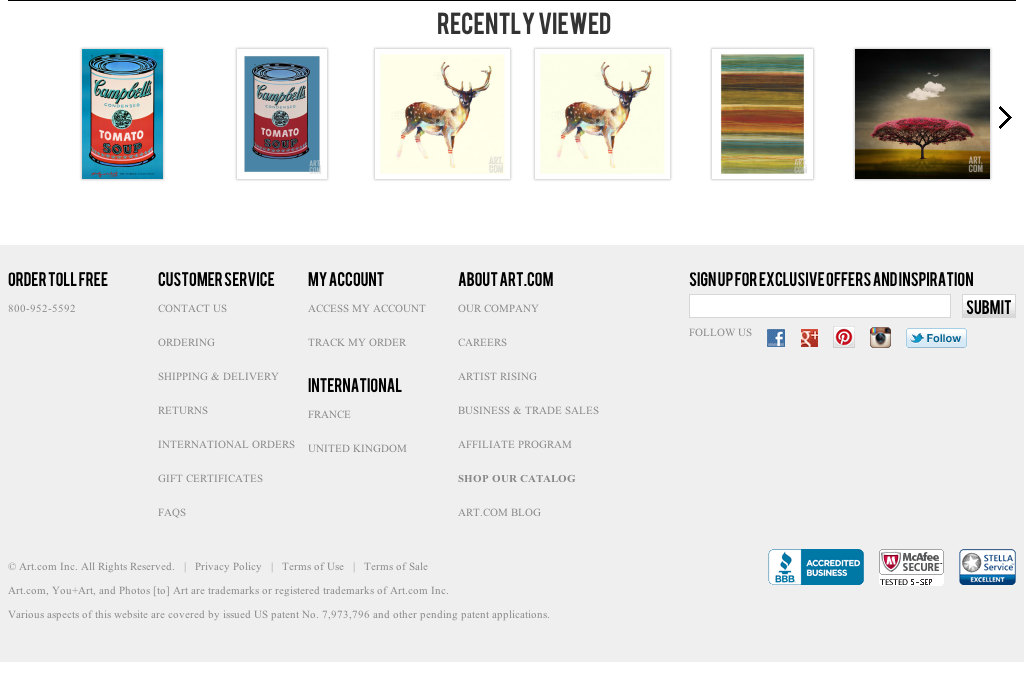 RECENTLY VIEWED
Campbell's
CONDENSED
TOMATO
SOUP
Campbell's
CONDENSED
TOMATO
SOUP
ART.
COM
ART.
COM
ART.
COM
ART.
COM
ORDER TOLL FREE
800-952-5592
CUSTOMER SERVICE
CONTACT US
ORDERING
SHIPPING & DELIVERY
RETURNS
INTERNATIONAL ORDERS
GIFT CERTIFICATES
FAQS
MY ACCOUNT
ACCESS MY ACCOUNT
TRACK MY ORDER
INTERNATIONAL
FRANCE
UNITED KINGDOM
ABOUT ART.COM
OUR COMPANY
CAREERS
ARTIST RISING
BUSINESS & TRADE SALES
AFFILIATE PROGRAM
SHOP OUR CATALOG
ART.COM BLOG
SIGN UP FOR EXCLUSIVE OFFERS AND INSPIRATION
SUBMIT
FOLLOW US
Follow
© Art.com Inc. All Rights Reserved. | Privacy Policy | Terms of Use | Terms of Sale
Art.com, You+Art, and Photos [to] Art are trademarks or registered trademarks of Art.com Inc.
Various aspects of this website are covered by issued US patent No. 7,973,796 and other pending patent applications.
BBB
ACCREDITED
BUSINESS
McAfee
SECURE
TESTED 5-SEP
STELLA
Service
EXCELLENT